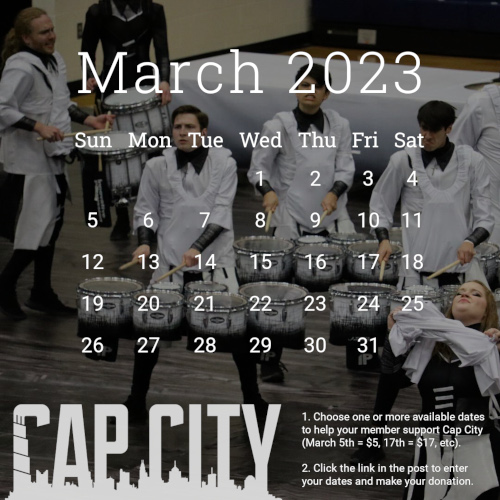 March 2023
Sun Mon Tue Wed Thu Fri Sat
1 2 3 4
5 6 7 8 9 10 11
12 13 14 15 16 17 18
19 20 21 22 23 24 25
26 27 28 29 30 31
CAP CITY
1. Choose one or more available dates
to help your member support Cap City
(March 5th = $5, 17th = $17, etc).
2. Click the link in the post to enter
your dates and make your donation.